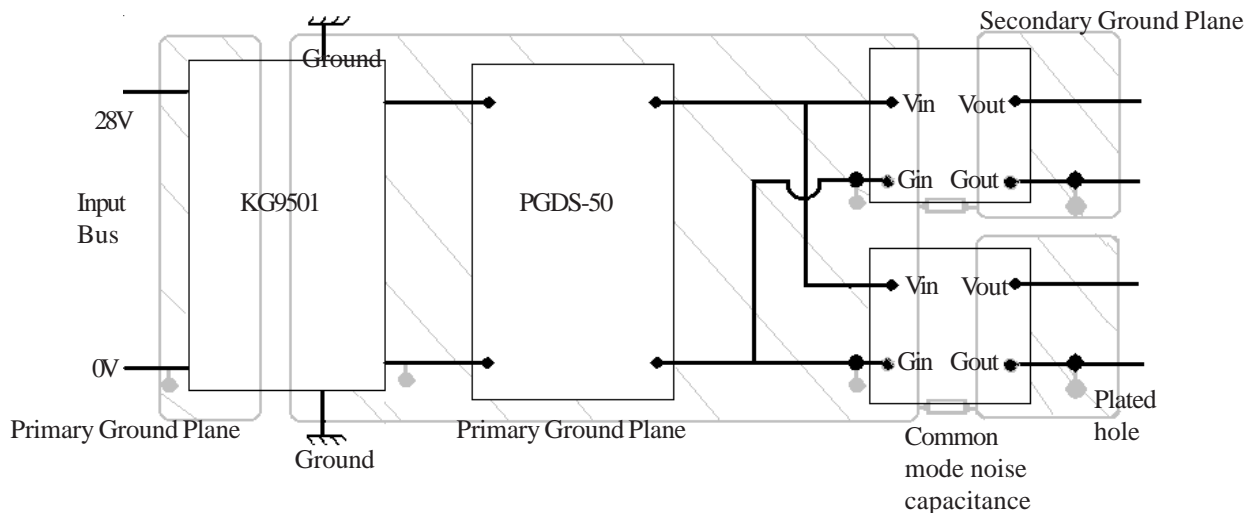 Secondary Ground Plane
Ground
28V
Vin
Vout
Input
Bus
KG9501
PGDS-50
Gin
Gout
Vin
Vout
0V
Gin
Gout
Plated
hole
Primary Ground Plane
Primary Ground Plane
Ground
Common
mode noise
capacitance